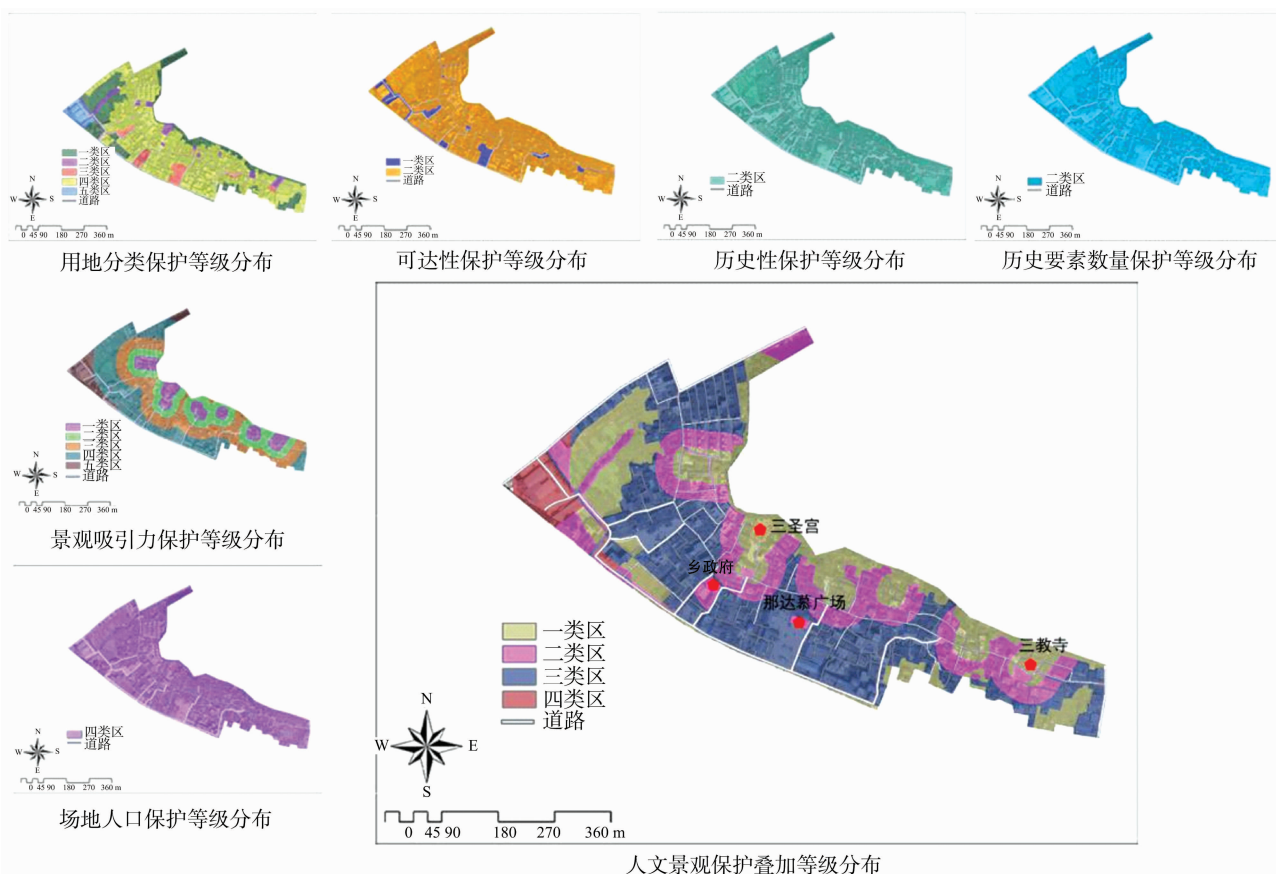 一类区
二类区
三类区
四类区
五类区
道路
N
W
S
E
0 45 90 180 270 360 m
用地分类保护等级分布
一类区
二类区
道路
N
W
S
E
0 45 90 180 270 360 m
可达性保护等级分布
二类区
道路
N
W
S
E
0 45 90 180 270 360 m
历史性保护等级分布
二类区
道路
N
W
S
E
0 45 90 180 270 360 m
历史要素数量保护等级分布
一类区
二类区
三类区
四类区
五类区
道路
N
W
S
E
0 45 90 180 270 360 m
景观吸引力保护等级分布
四类区
道路
N
W
S
E
0 45 90 180 270 360 m
场地人口保护等级分布
三圣宫
乡政府
那达慕广场
三教寺
一类区
二类区
三类区
四类区
道路
N
W
E
S
0 45 90 180 270 360 m
人文景观保护叠加等级分布